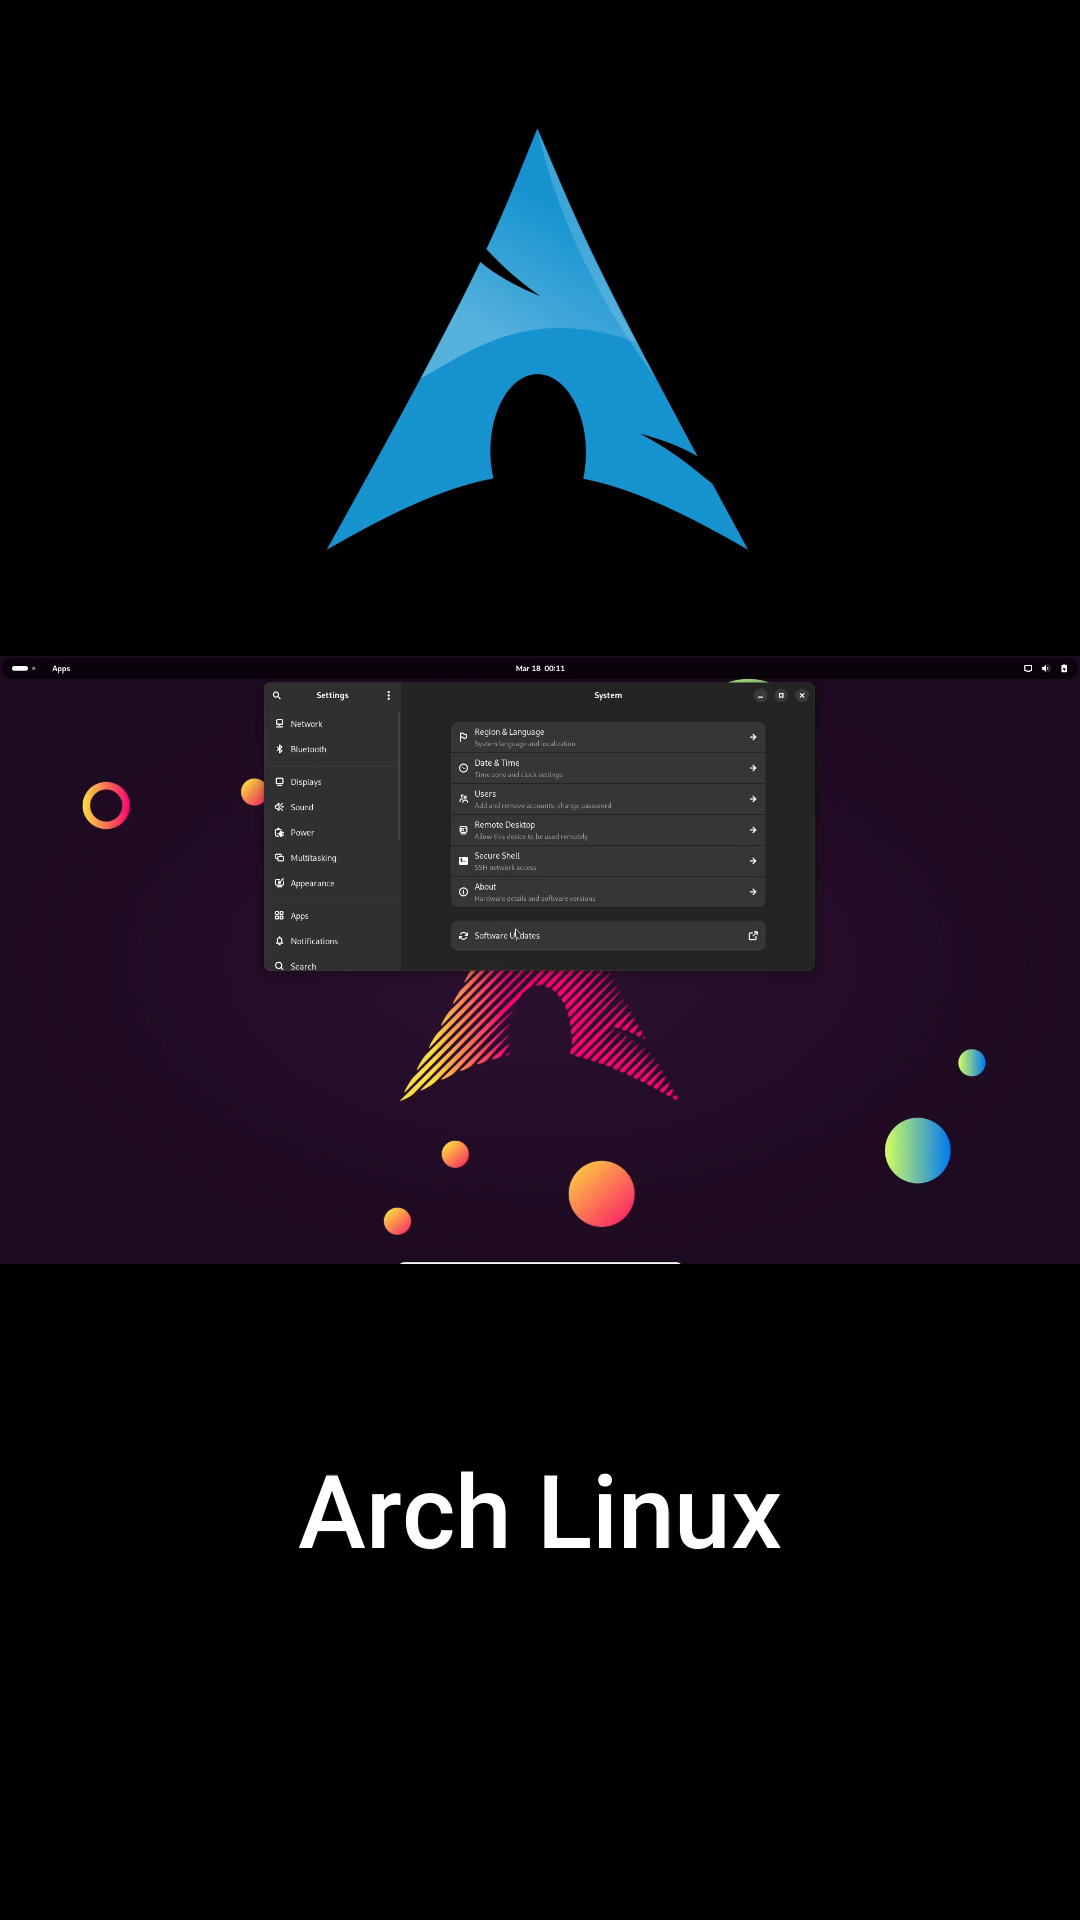 Apps
Mar 18 00:11
Settings
System
Network
Bluetooth
Displays
Sound
Power
Multitasking
Appearance
Apps
Notifications
Search
Region & Language
System language and localization
Date & Time
Time zone and clock settings
Users
Add and remove accounts, change password
Remote Desktop
Allow this device to be used remotely
Secure Shell
SSH network access
About
Hardware details and software versions
Software Updates
Arch Linux